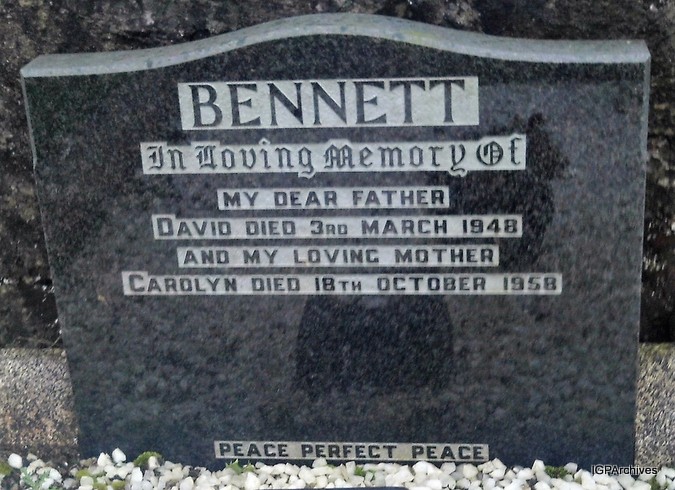 BENNETT
In Loving Memory Of
MY DEAR FATHER
DAVID DIED 3RD MARCH 1948
AND MY LOVING MOTHER
CAROLYN DIED 18TH OCTOBER 1958
PEACE PERFECT PEACE
IGPArchives